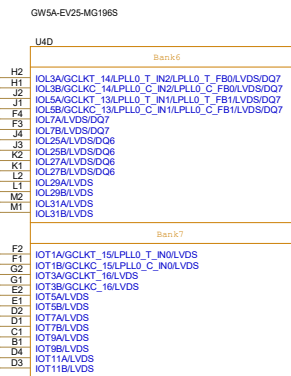 GW5A-EV25-MG196S
U4D
Bank6
H2 IOL3A/GCLKT_14/LPLL0_T_IN2/LPLL0_T_FB0/LVDS/DQ7
H1 IOL3B/GCLKC_14/LPLL0_C_IN2/LPLL0_C_FB0/LVDS/DQ7
J2 IOL5A/GCLKT_13/LPLL0_T_IN1/LPLL0_T_FB1/LVDS/DQ7
J1 IOL5B/GCLKC_13/LPLL0_C_IN1/LPLL0_C_FB1/LVDS/DQ7
F4 IOL7A/LVDS/DQ7
F3 IOL7B/LVDS/DQ7
J4 IOL25A/LVDS/DQ6
J3 IOL25B/LVDS/DQ6
K2 IOL27A/LVDS/DQ6
K1 IOL27B/LVDS/DQ6
L2 IOL29A/LVDS
L1 IOL29B/LVDS
M2 IOL31A/LVDS
M1 IOL31B/LVDS
Bank7
F2 IOT1A/GCLKT_15/LPLL0_T_IN0/LVDS
F1 IOT1B/GCLKC_15/LPLL0_C_IN0/LVDS
G2 IOT3A/GCLKT_16/LVDS
G1 IOT3B/GCLKC_16/LVDS
E2 IOT5A/LVDS
E1 IOT5B/LVDS
D2 IOT7A/LVDS
D1 IOT7B/LVDS
C1 IOT9A/LVDS
B1 IOT9B/LVDS
D4 IOT11A/LVDS
D3 IOT11B/LVDS